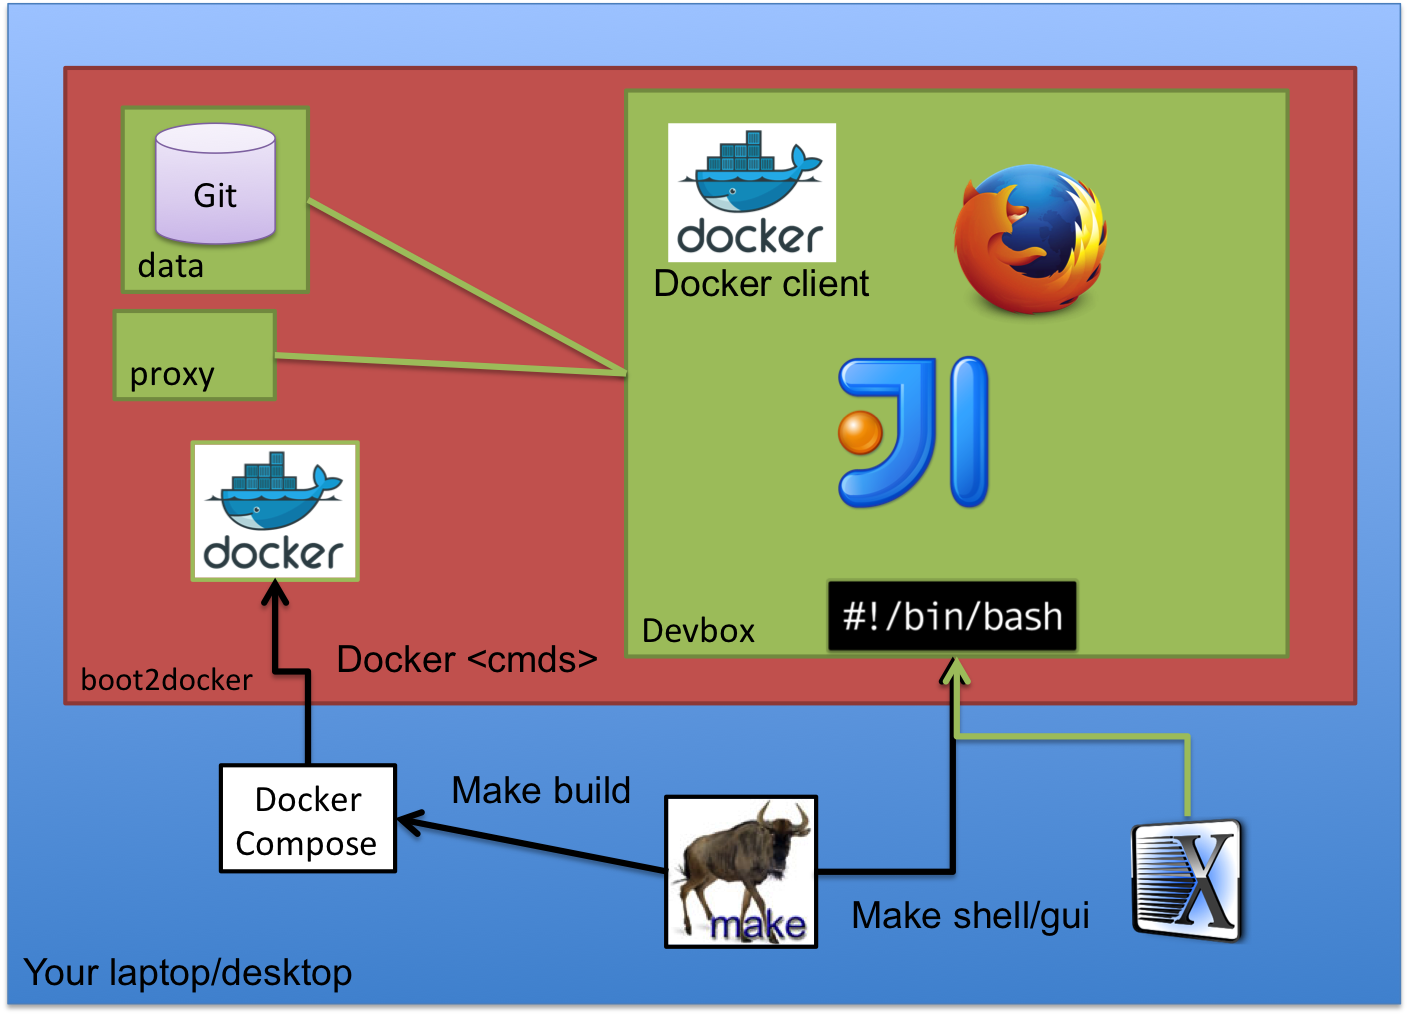 Git
data
proxy
docker
Docker client
docker
#!/bin/bash
Devbox
Docker <cmds>
boot2docker
Docker
Compose
Make build
make
Make shell/gui
X
Your laptop/desktop